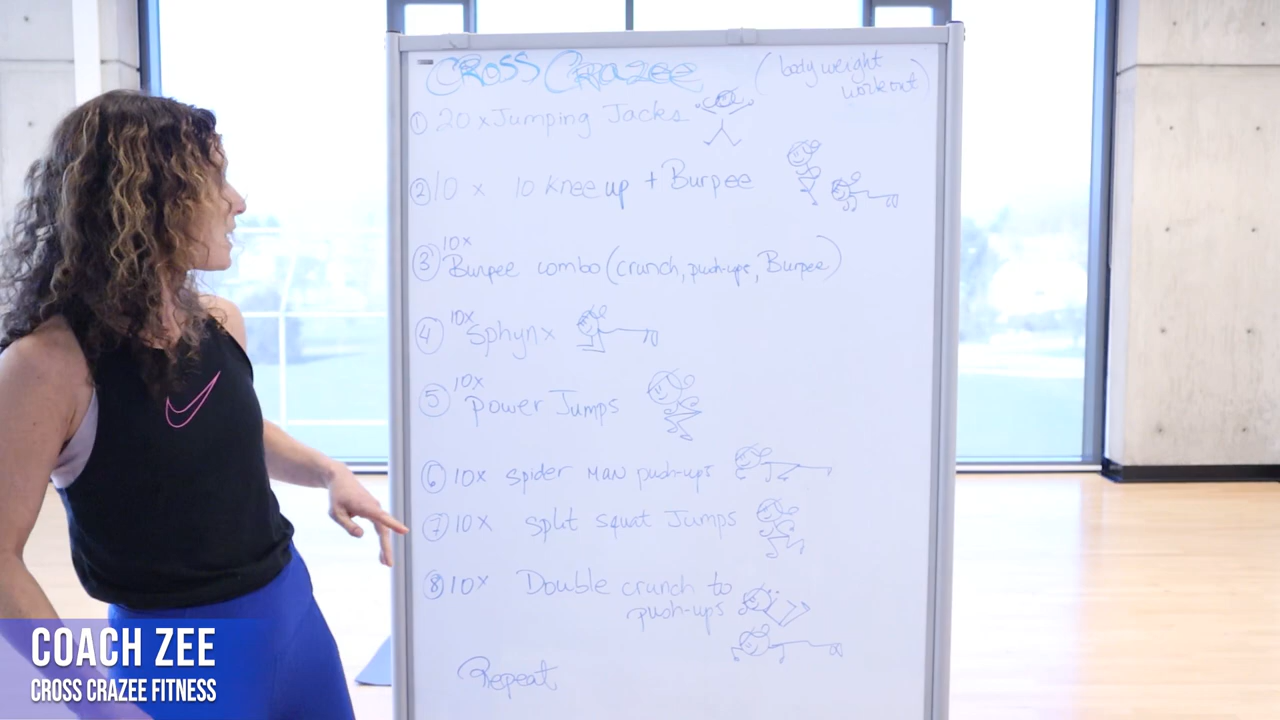 Cross Crazee (body weight
workout)
① 20 x Jumping Jacks
② 10 x 10 knee up + Burpee
10x
③ Burpee combo (crunch, push-ups, Burpee)
10x
④ Sphynx
10x
⑤ Power Jumps
⑥ 10x spider man push-ups
⑦ 10x split squat Jumps
⑧ 10x Double crunch to
push-ups
Repeat
COACH ZEE
CROSS CRAZEE FITNESS